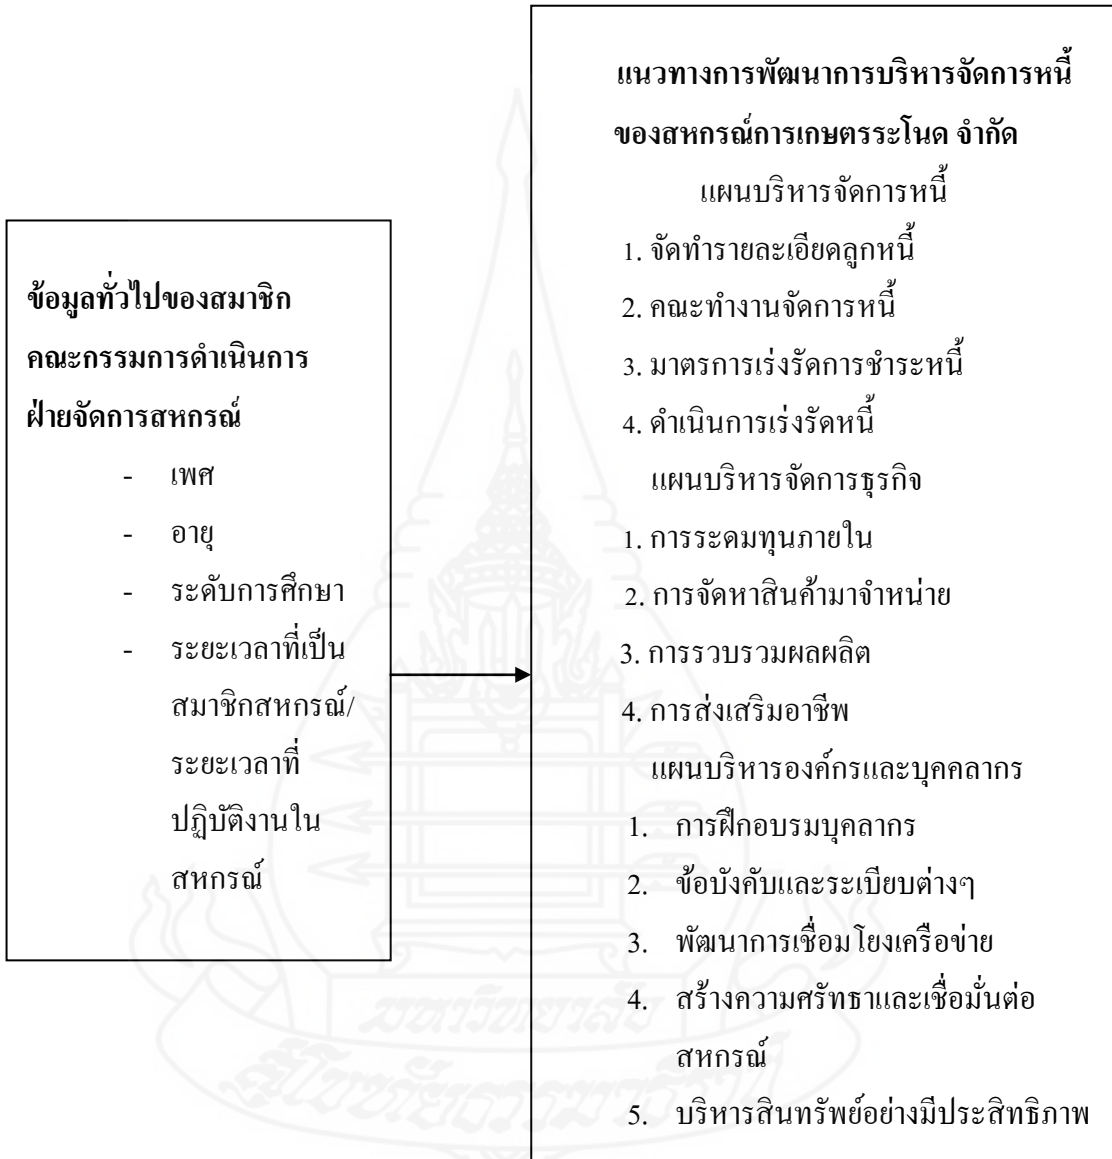 ข้อมูลทั่วไปของสมาชิก
คณะกรรมการดำเนินการ
ฝ่ายจัดการสหกรณ์
- เพศ
- อายุ
- ระดับการศึกษา
- ระยะเวลาที่เป็น
สมาชิกสหกรณ์/
ระยะเวลาที่
ปฏิบัติงานใน
สหกรณ์
แนวทางการพัฒนาการบริหารจัดการหนี้
ของสหกรณ์การเกษตรระโนด จำกัด
แผนบริหารจัดการหนี้
1. จัดทำรายละเอียดลูกหนี้
2. คณะทำงานจัดการหนี้
3. มาตรการเร่งรัดการชำระหนี้
4. ดำเนินการเร่งรัดหนี้
แผนบริหารจัดการธุรกิจ
1. การระดมทุนภายใน
2. การจัดหาสินค้ามาจำหน่าย
3. การรวบรวมผลผลิต
4. การส่งเสริมอาชีพ
แผนบริหารองค์กรและบุคคลากร
1. การฝึกอบรมบุคลากร
2. ข้อบังคับและระเบียบต่างๆ
3. พัฒนาการเชื่อมโยงเครือข่าย
4. สร้างความศรัทธาและเชื่อมั่นต่อ
สหกรณ์
5. บริหารสินทรัพย์อย่างมีประสิทธิภาพ
มหาวิทยาลัย
สุโขทัยธรรมาธิราช